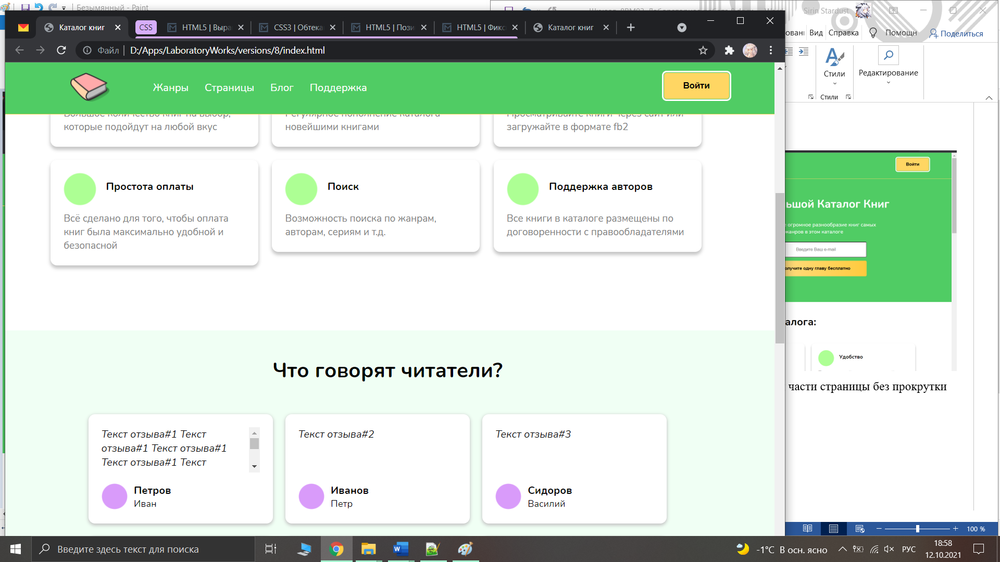 Безымянный - Paint
Sirin Stardust
Каталог книг
CSS
HTML5 | Выра
CSS3 | Обтека
HTML5 | Пози
HTML5 | Фикс
Каталог книг
Вид
Справка
Помощн
Поделиться
Файл
D:/Apps/LaboratoryWorks/versions/8/index.html
Стили
Редактирование
Стили
Жанры
Страницы
Блог
Поддержка
Войти
которые подойдут на любой вкус
новейшими книгами
загружайте в формате fb2
Простота оплаты
Всё сделано для того, чтобы оплата
книг была максимально удобной и
безопасной
Поиск
Возможность поиска по жанрам,
авторам, сериям и т.д.
Поддержка авторов
Все книги в каталоге размещены по
договоренности с правообладателями
Войти
ьшой Каталог Книг
е огромное разнообразие книг самых
жанров в этом каталоге
Введите Ваш e-mail
олучите одну главу бесплатно
алога:
Удобство
части страницы без прокрутки
Что говорят читатели?
Текст отзыва#1 Текст
отзыва#1 Текст отзыва#1
Текст отзыва#1 Текст
Петров
Иван
Текст отзыва#2
Иванов
Петр
Текст отзыва#3
Сидоров
Василий
100 %
Введите здесь текст для поиска
-1°C В осн. ясно
РУС
18:58
12.10.2021